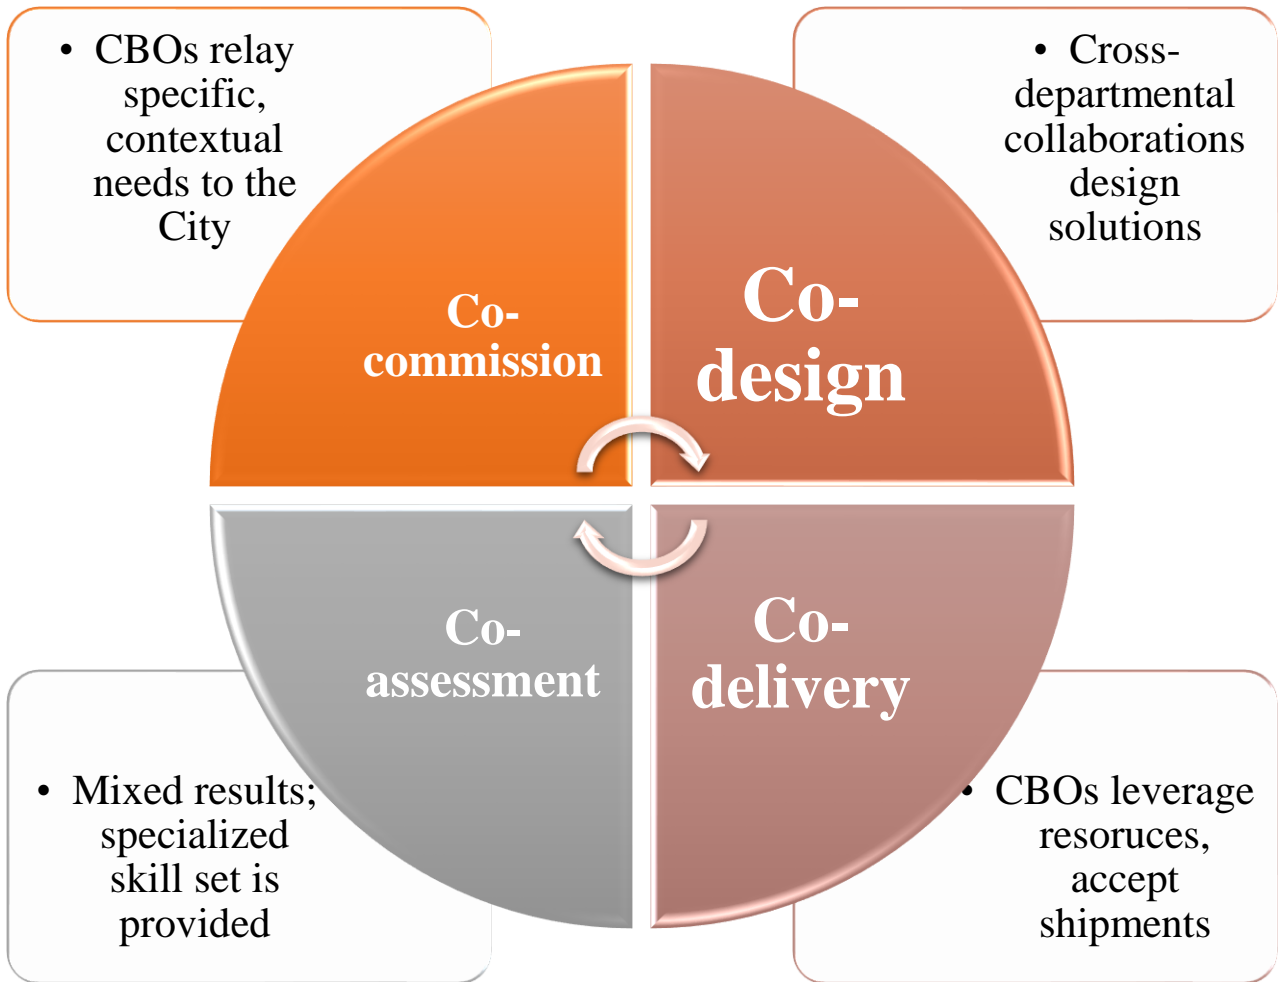 • CBOs relay
specific,
contextual
needs to the
City
• Cross-
departmental
collaborations
design
solutions
Co-
commission
Co-
design
Co-
assessment
Co-
delivery
• Mixed results;
specialized
skill set is
provided
• CBOs leverage
resoruces,
accept
shipments